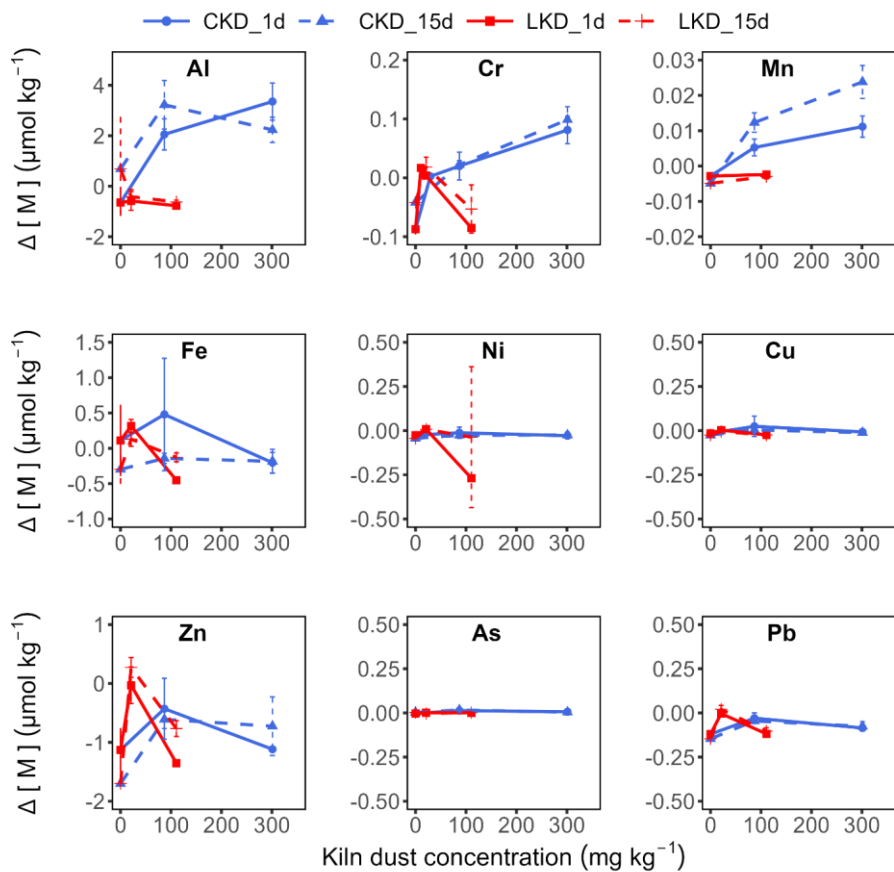 CKD_1d CKD_15d LKD_1d LKD_15d
Al Cr Mn
Δ [ M ] (μmol kg⁻¹)
4
2
0
-2
0 100 200 300
0.2
0.1
0.0
-0.1
0 100 200 300
0.03
0.02
0.01
0.00
-0.01
-0.02
0 100 200 300
Fe Ni Cu
Δ [ M ] (μmol kg⁻¹)
1.5
1.0
0.5
0.0
-0.5
-1.0
0 100 200 300
0.50
0.25
0.00
-0.25
-0.50
0 100 200 300
0.50
0.25
0.00
-0.25
-0.50
0 100 200 300
Zn As Pb
Δ [ M ] (μmol kg⁻¹)
1
0
-1
-2
0 100 200 300
0.50
0.25
0.00
-0.25
-0.50
0 100 200 300
0.50
0.25
0.00
-0.25
-0.50
0 100 200 300
Kiln dust concentration (mg kg⁻¹)